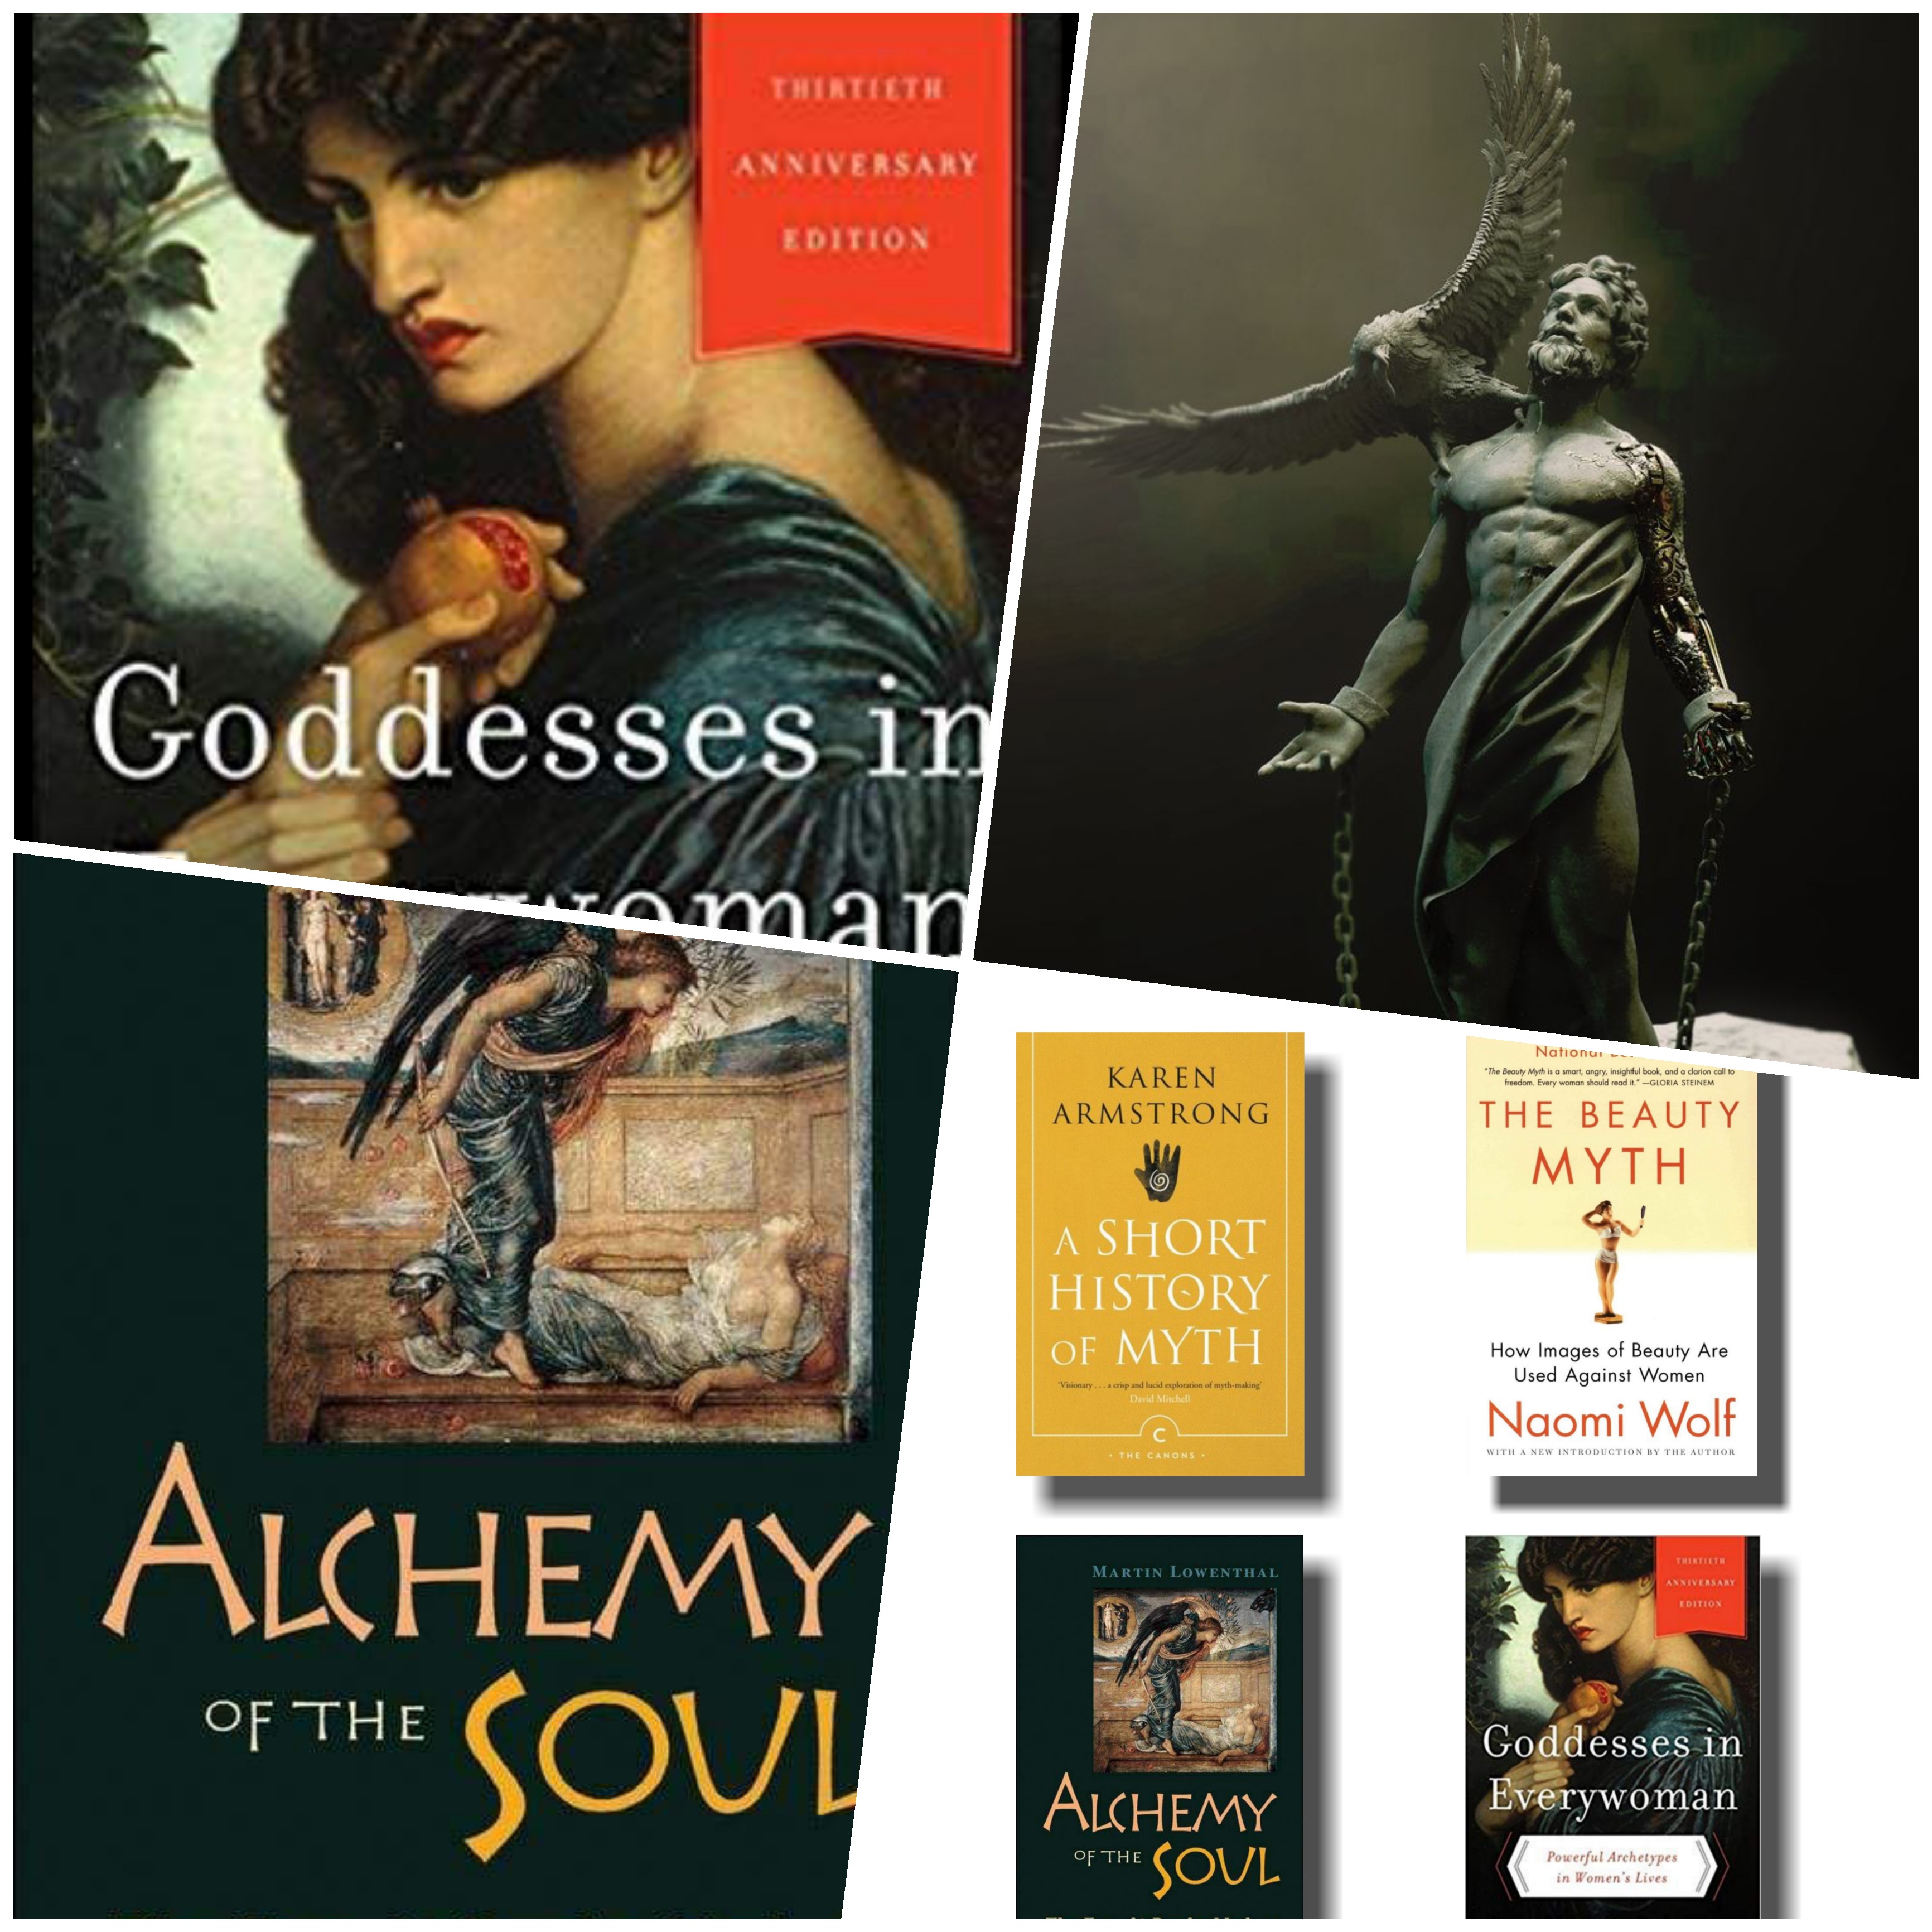 THIRTIETH
ANNIVERSARY
EDITION
Goddesses in
woman
ALCHEMY
OF THE SOUL
KAREN
ARMSTRONG
A SHORT
HISTORY
OF MYTH
'Visionary . . . a crisp and lucid exploration of myth-making'
David Mitchell
C
• THE CANONS •
National
"The Beauty Myth is a smart, angry, insightful book, and a clarion call to
freedom. Every woman should read it." —GLORIA STEINEM
THE BEAUTY
MYTH
How Images of Beauty Are
Used Against Women
Naomi Wolf
WITH A NEW INTRODUCTION BY THE AUTHOR
MARTIN LOWENTHAL
ALCHEMY
OF THE SOUL
THIRTIETH
ANNIVERSARY
EDITION
Goddesses in
Everywoman
Powerful Archetypes
in Women's Lives